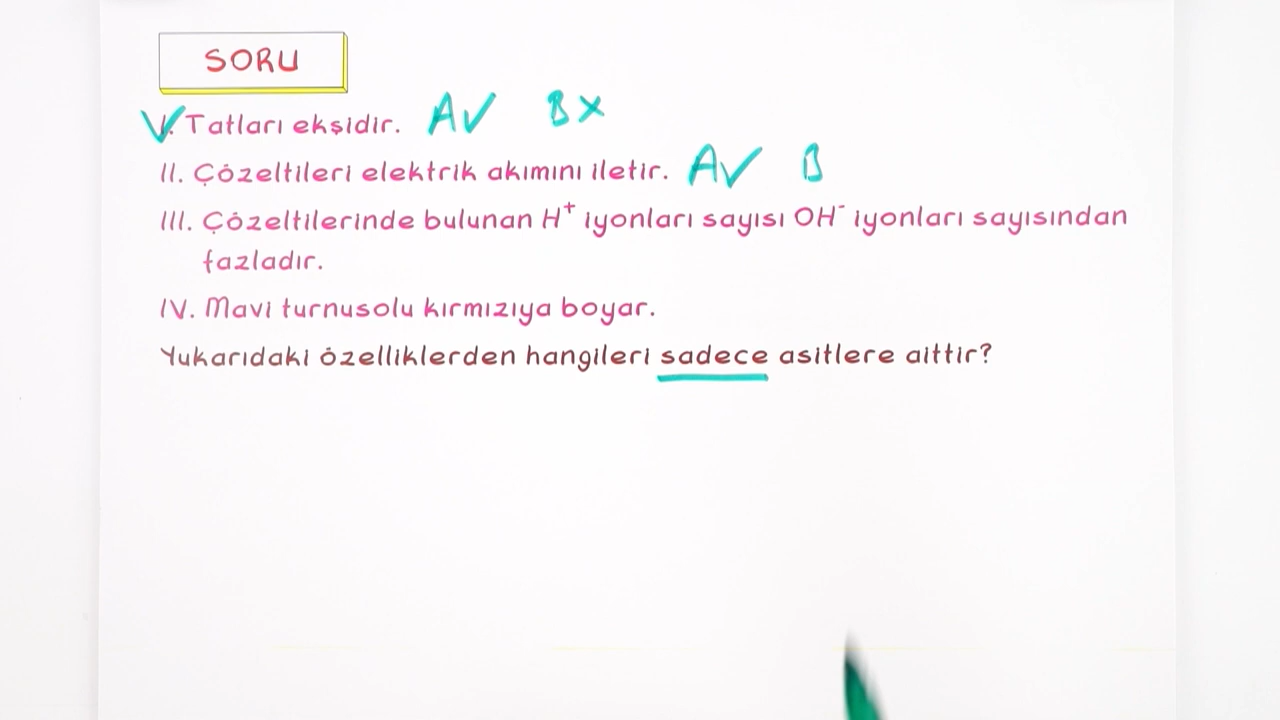 SORU
I. Tatları ekşidir. A✓ B✗
II. Çözeltileri elektrik akımını iletir. A✓ B
III. Çözeltilerinde bulunan H⁺ iyonları sayısı OH⁻ iyonları sayısından
fazladır.
IV. Mavi turnusolu kırmızıya boyar.
Yukarıdaki özelliklerden hangileri sadece asitlere aittir?